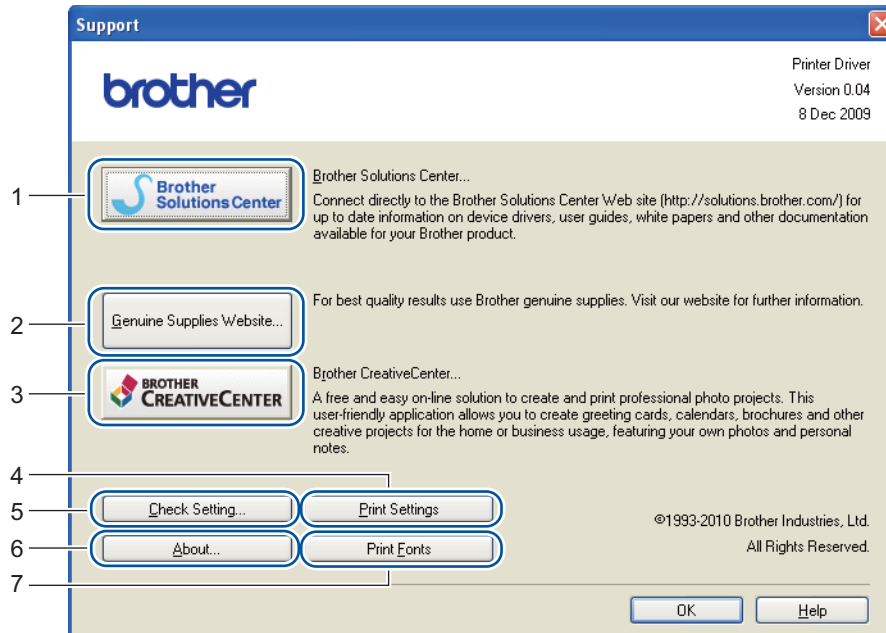 Support
brother
Printer Driver
Version 0.04
8 Dec 2009
1
Brother
Solutions Center
Brother Solutions Center...
Connect directly to the Brother Solutions Center Web site (http://solutions.brother.com/) for
up to date information on device drivers, user guides, white papers and other documentation
available for your Brother product.
2
Genuine Supplies Website...
For best quality results use Brother genuine supplies. Visit our website for further information.
3
BROTHER
CREATIVECENTER
Brother CreativeCenter...
A free and easy on-line solution to create and print professional photo projects. This
user-friendly application allows you to create greeting cards, calendars, brochures and other
creative projects for the home or business usage, featuring your own photos and personal
notes.
4
5
Check Setting...
Print Settings
©1993-2010 Brother Industries, Ltd.
6
About...
Print Fonts
All Rights Reserved.
7
OK
Help